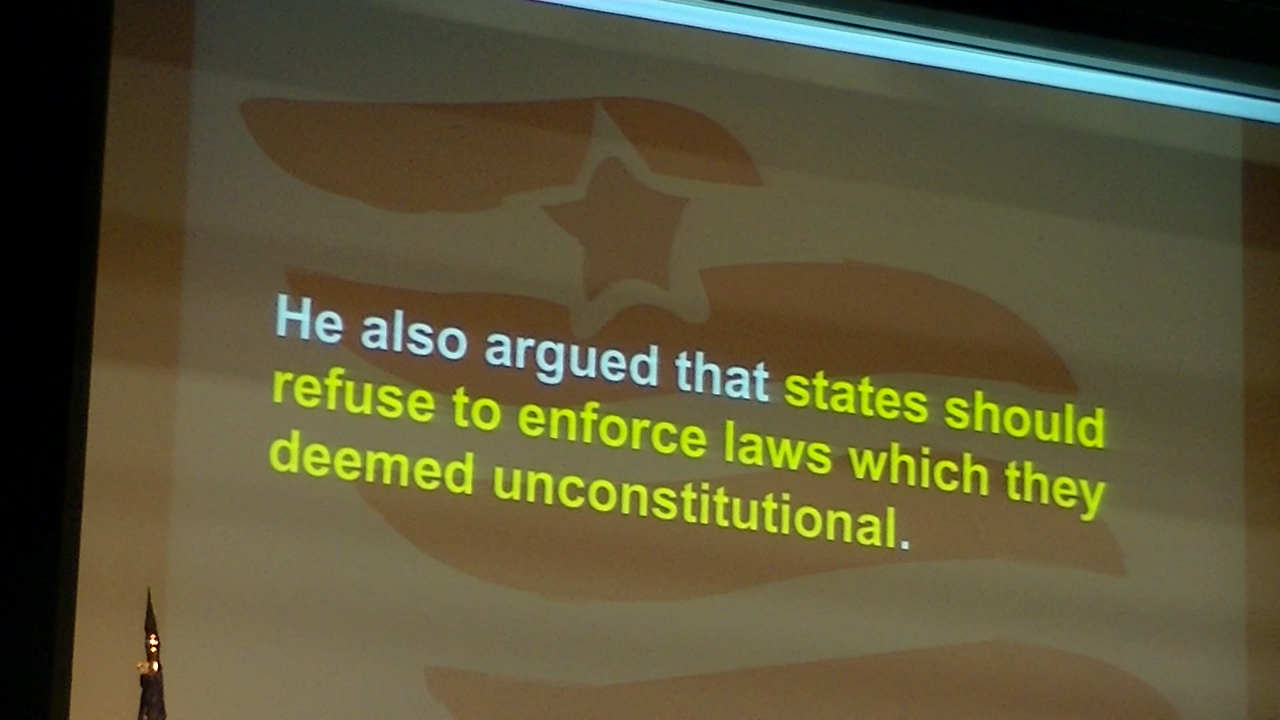 He also argued that states should
refuse to enforce laws which they
deemed unconstitutional.